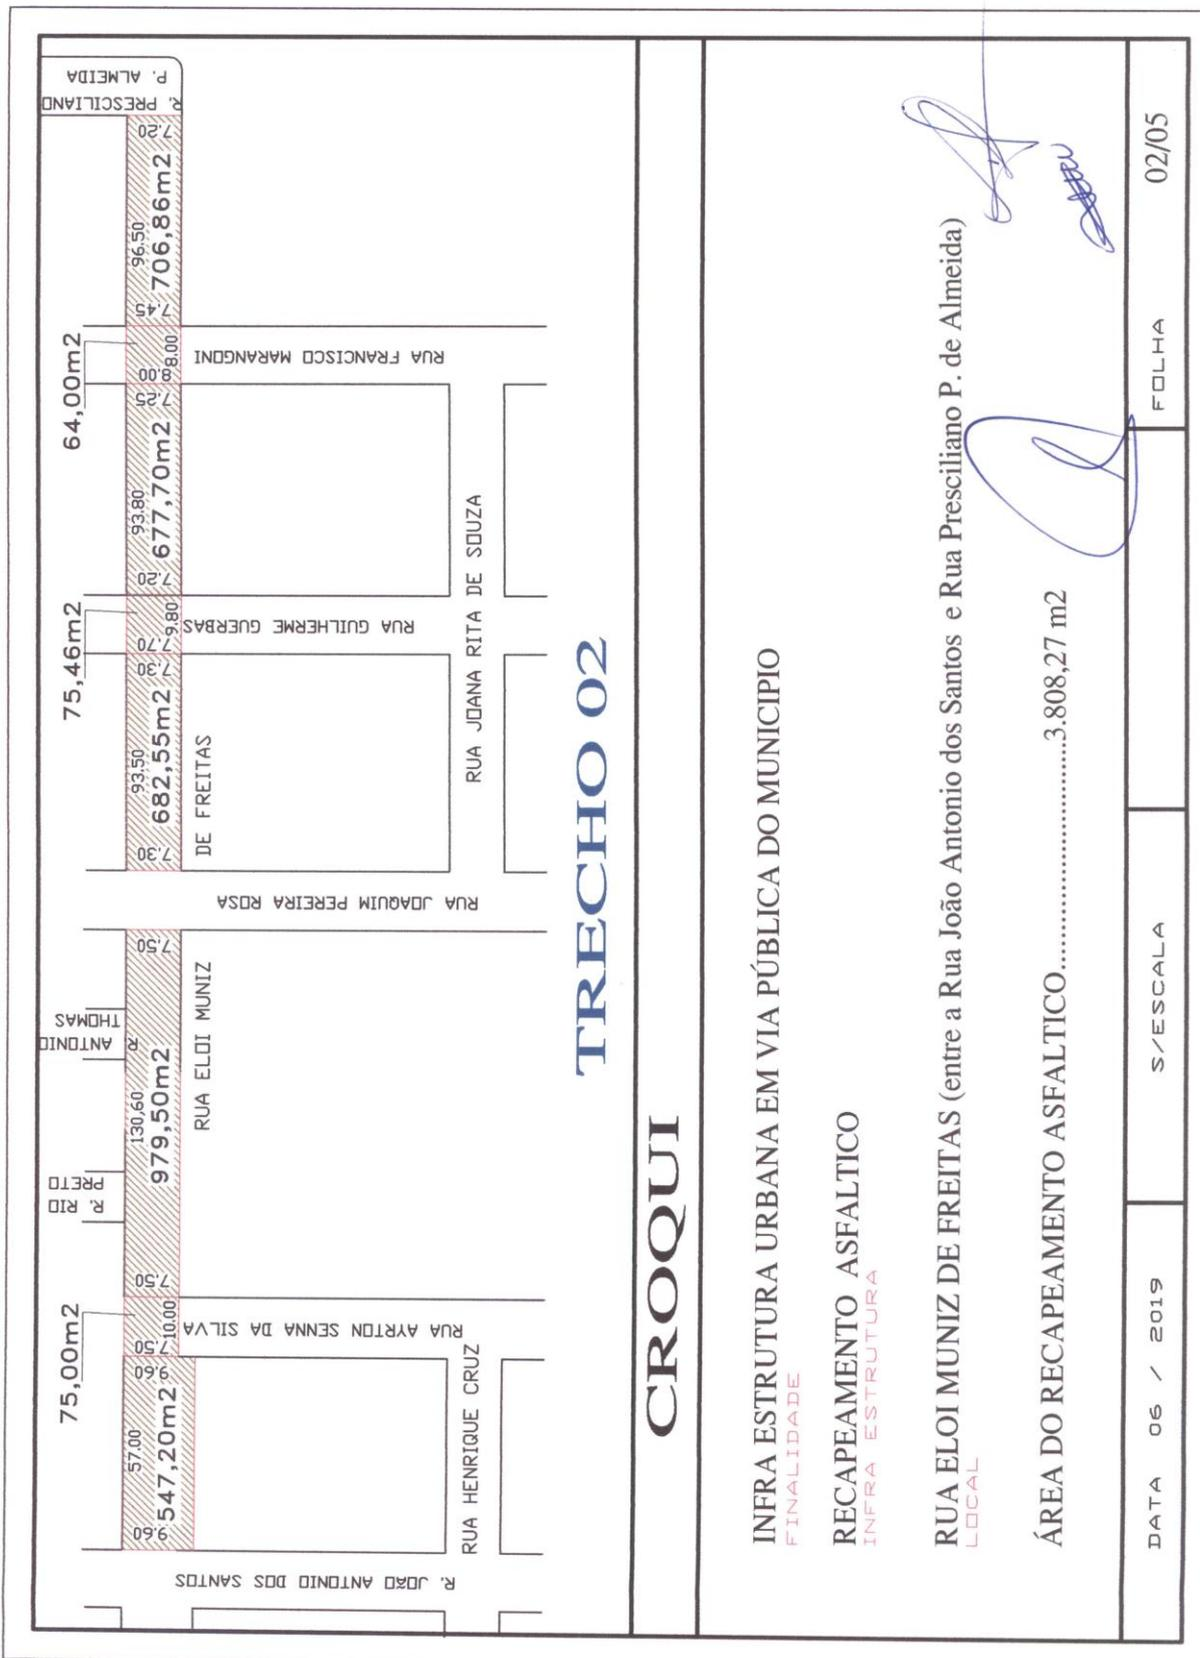 75,00m2
75,46m2
64,00m2
R. RIO
PRETO
R. ANTONIO
THOMAS
R. PRESCILIANO
P. ALMEIDA
9.60
57.00
547,20m2
9.60
7.50
10.00
7.50
130,60
979,50m2
7.50
7.30
93.50
682,55m2
7.30
7.70
9.80
7.20
93.80
677,70m2
7.25
8.00
8.00
7.45
96.50
706,86m2
7.20
RUA ELOI MUNIZ
DE FREITAS
R. JOÃO ANTONIO DOS SANTOS
RUA AYRTON SENNA DA SILVA
RUA JOAQUIM PEREIRA ROSA
RUA GUILHERME GUERBAS
RUA FRANCISCO MARANGONI
RUA HENRIQUE CRUZ
RUA JOANA RITA DE SOUZA
TRECHO 02
CROQUI
INFRA ESTRUTURA URBANA EM VIA PÚBLICA DO MUNICIPIO
FINALIDADE
RECAPEAMENTO ASFALTICO
INFRA ESTRUTURA
RUA ELOI MUNIZ DE FREITAS (entre a Rua João Antonio dos Santos e Rua Presciliano P. de Almeida)
LOCAL
ÁREA DO RECAPEAMENTO ASFALTICO...................................3.808,27 m2
DATA 06 / 2019
S/ESCALA
FOLHA 02/05